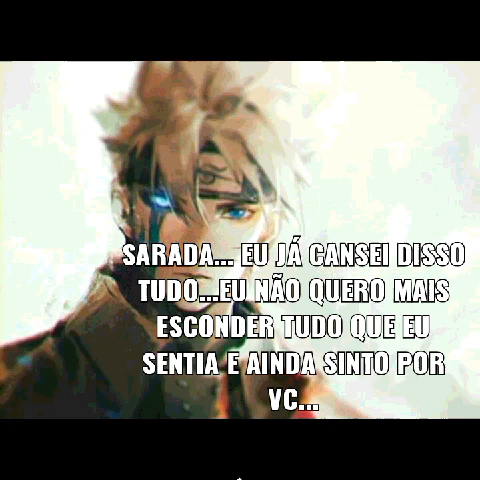 SARADA... EU JÁ CANSEI DISSO
TUDO...EU NÃO QUERO MAIS
ESCONDER TUDO QUE EU
SENTIA E AINDA SINTO POR
VC...